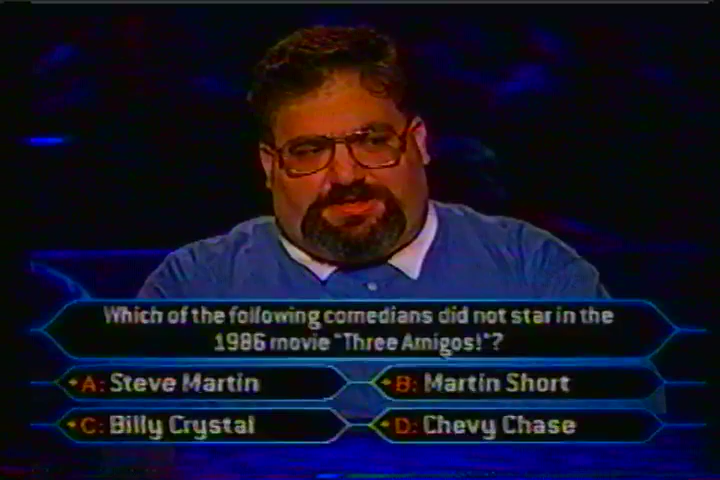 Which of the following comedians did not star in the
1986 movie "Three Amigos!"?
A: Steve Martin
B: Martin Short
C: Billy Crystal
D: Chevy Chase